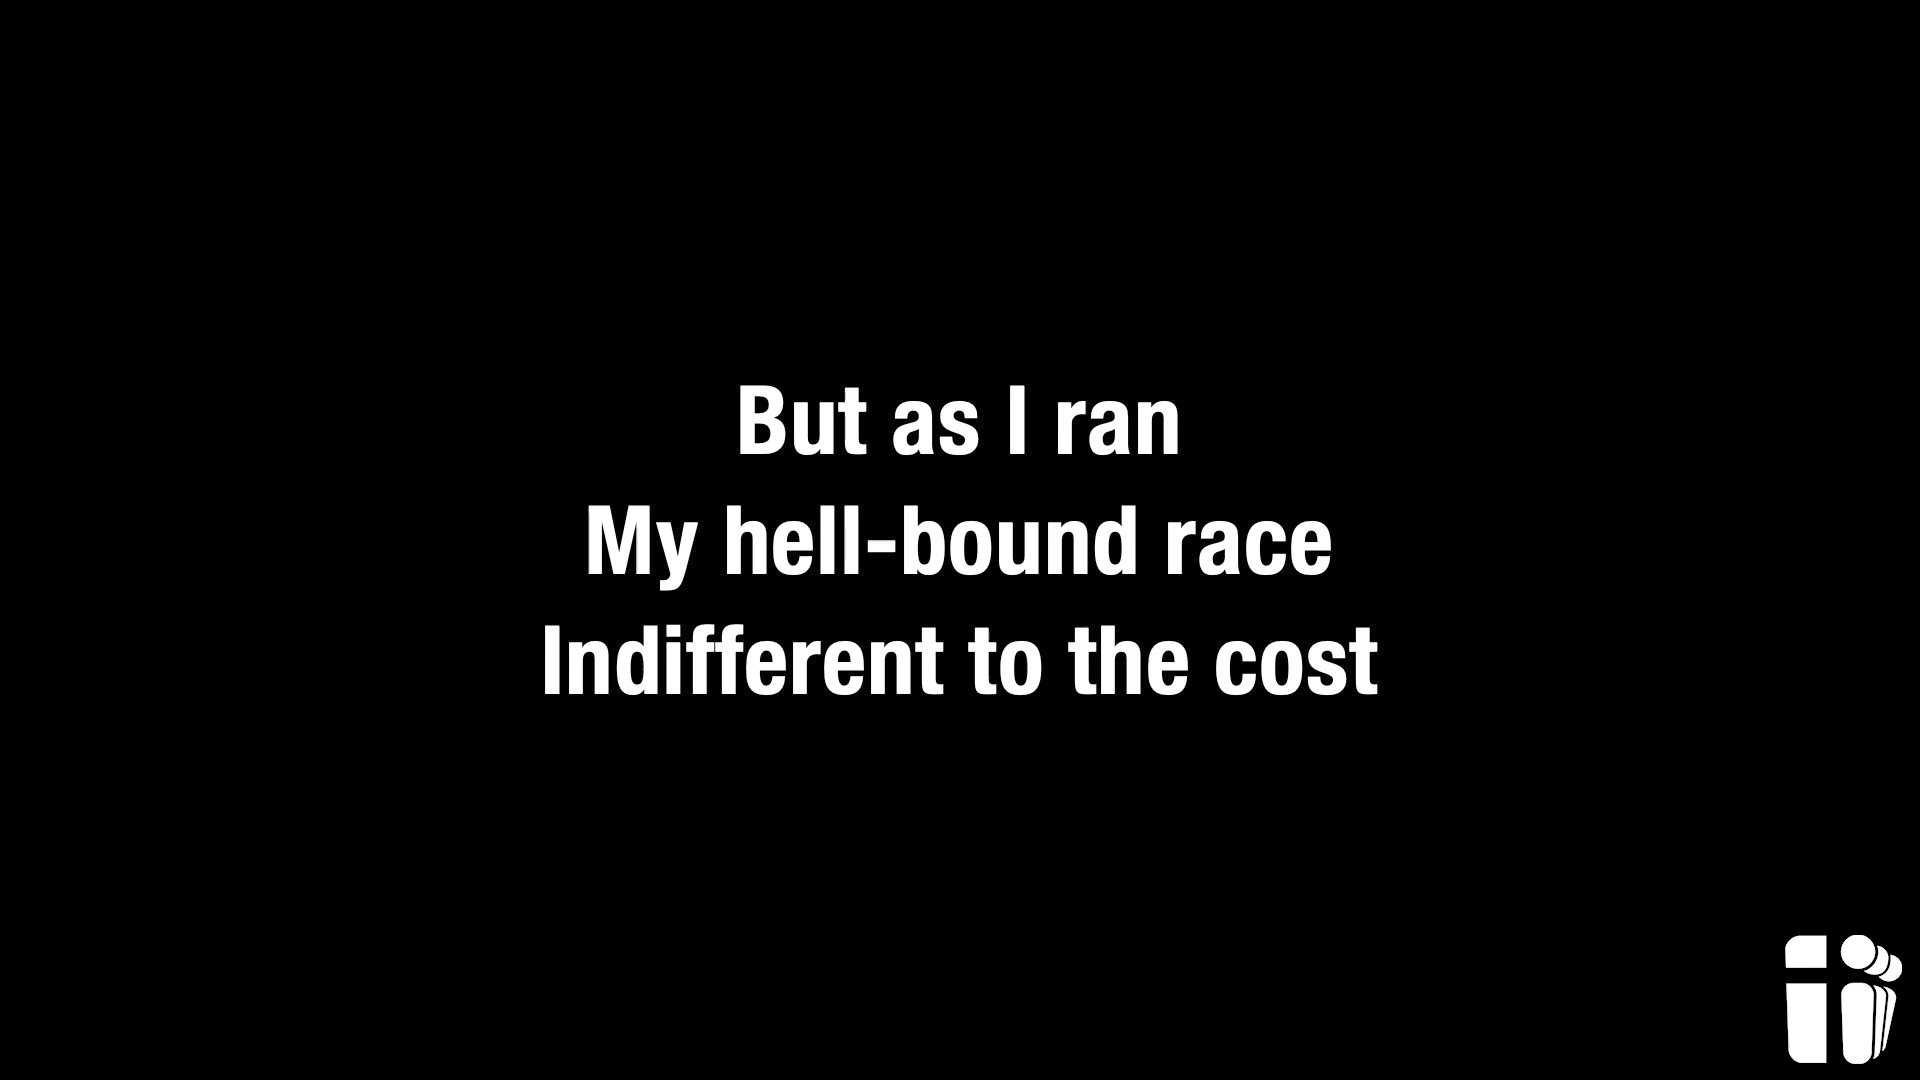 But as I ran
My hell-bound race
Indifferent to the cost